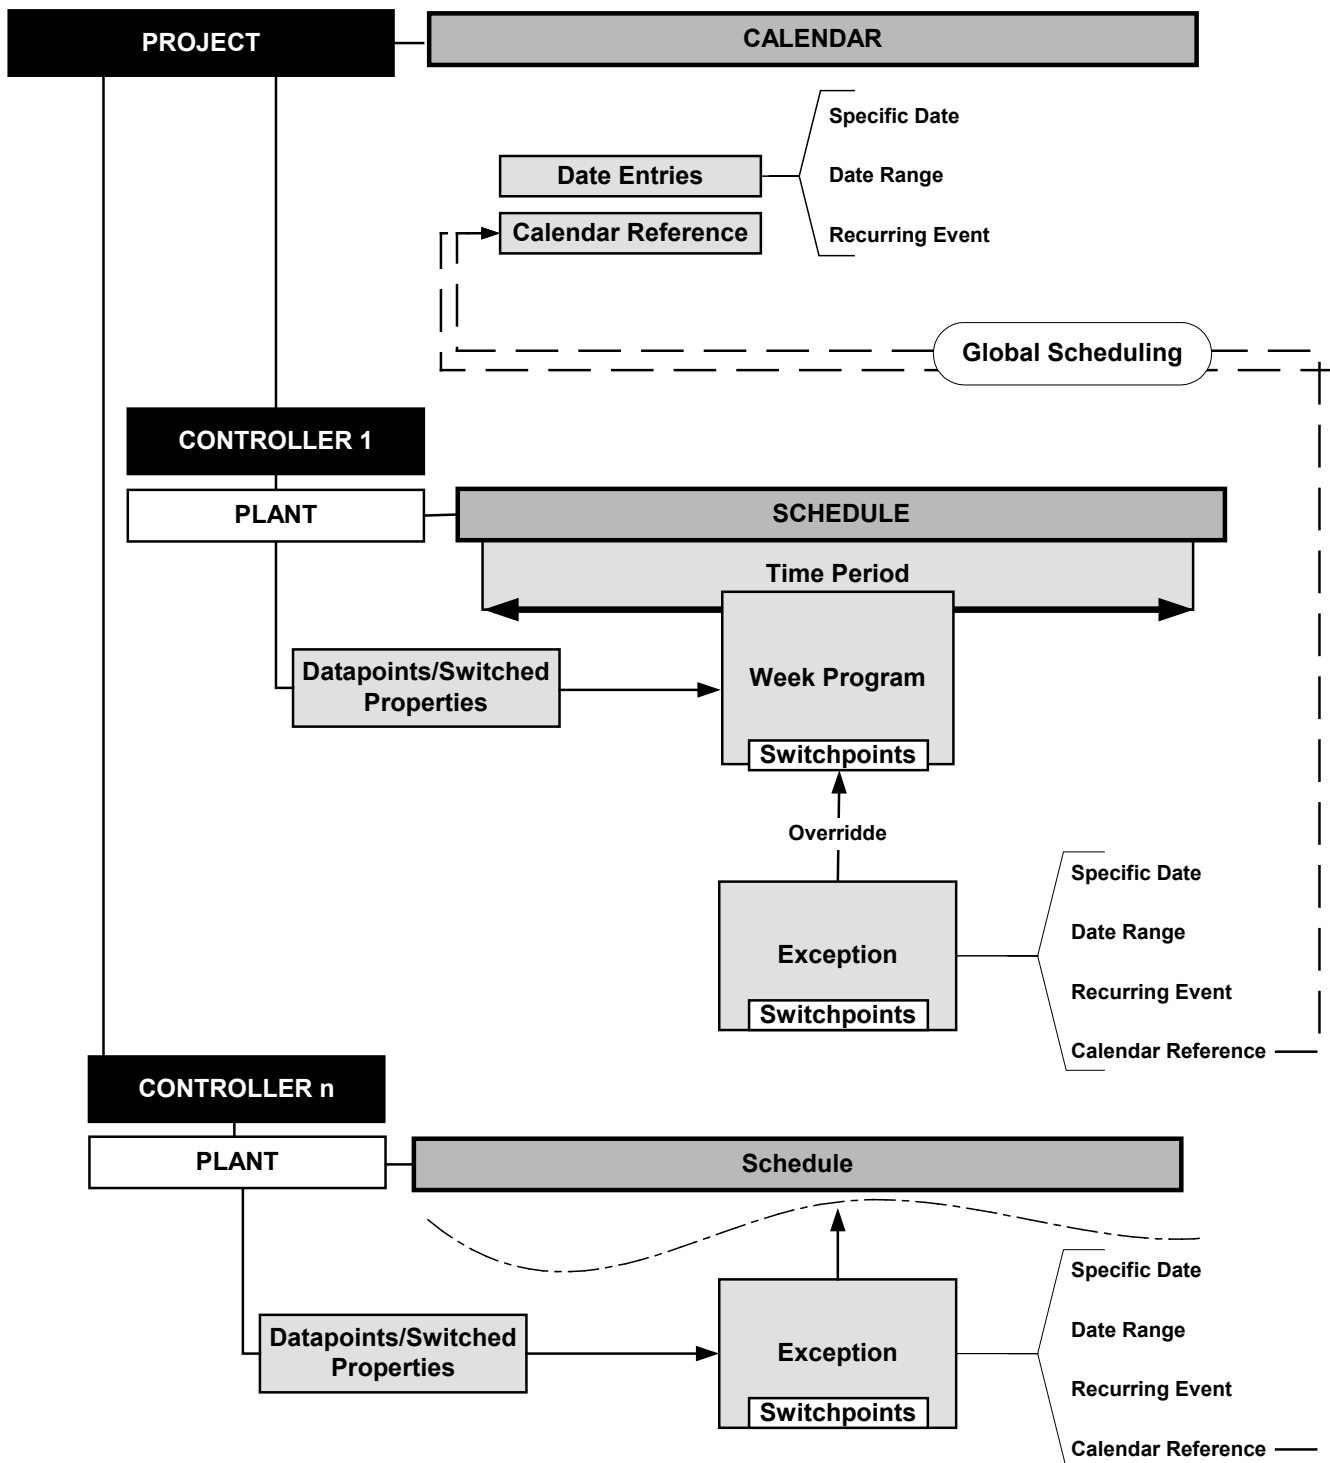 PROJECT
CALENDAR
Specific Date
Date Entries
Date Range
Calendar Reference
Recurring Event
Global Scheduling
CONTROLLER 1
PLANT
SCHEDULE
Time Period
Datapoints/Switched
Properties
Week Program
Switchpoints
Overridde
Specific Date
Date Range
Exception
Recurring Event
Switchpoints
Calendar Reference
CONTROLLER n
PLANT
Schedule
Specific Date
Datapoints/Switched
Properties
Date Range
Exception
Recurring Event
Switchpoints
Calendar Reference